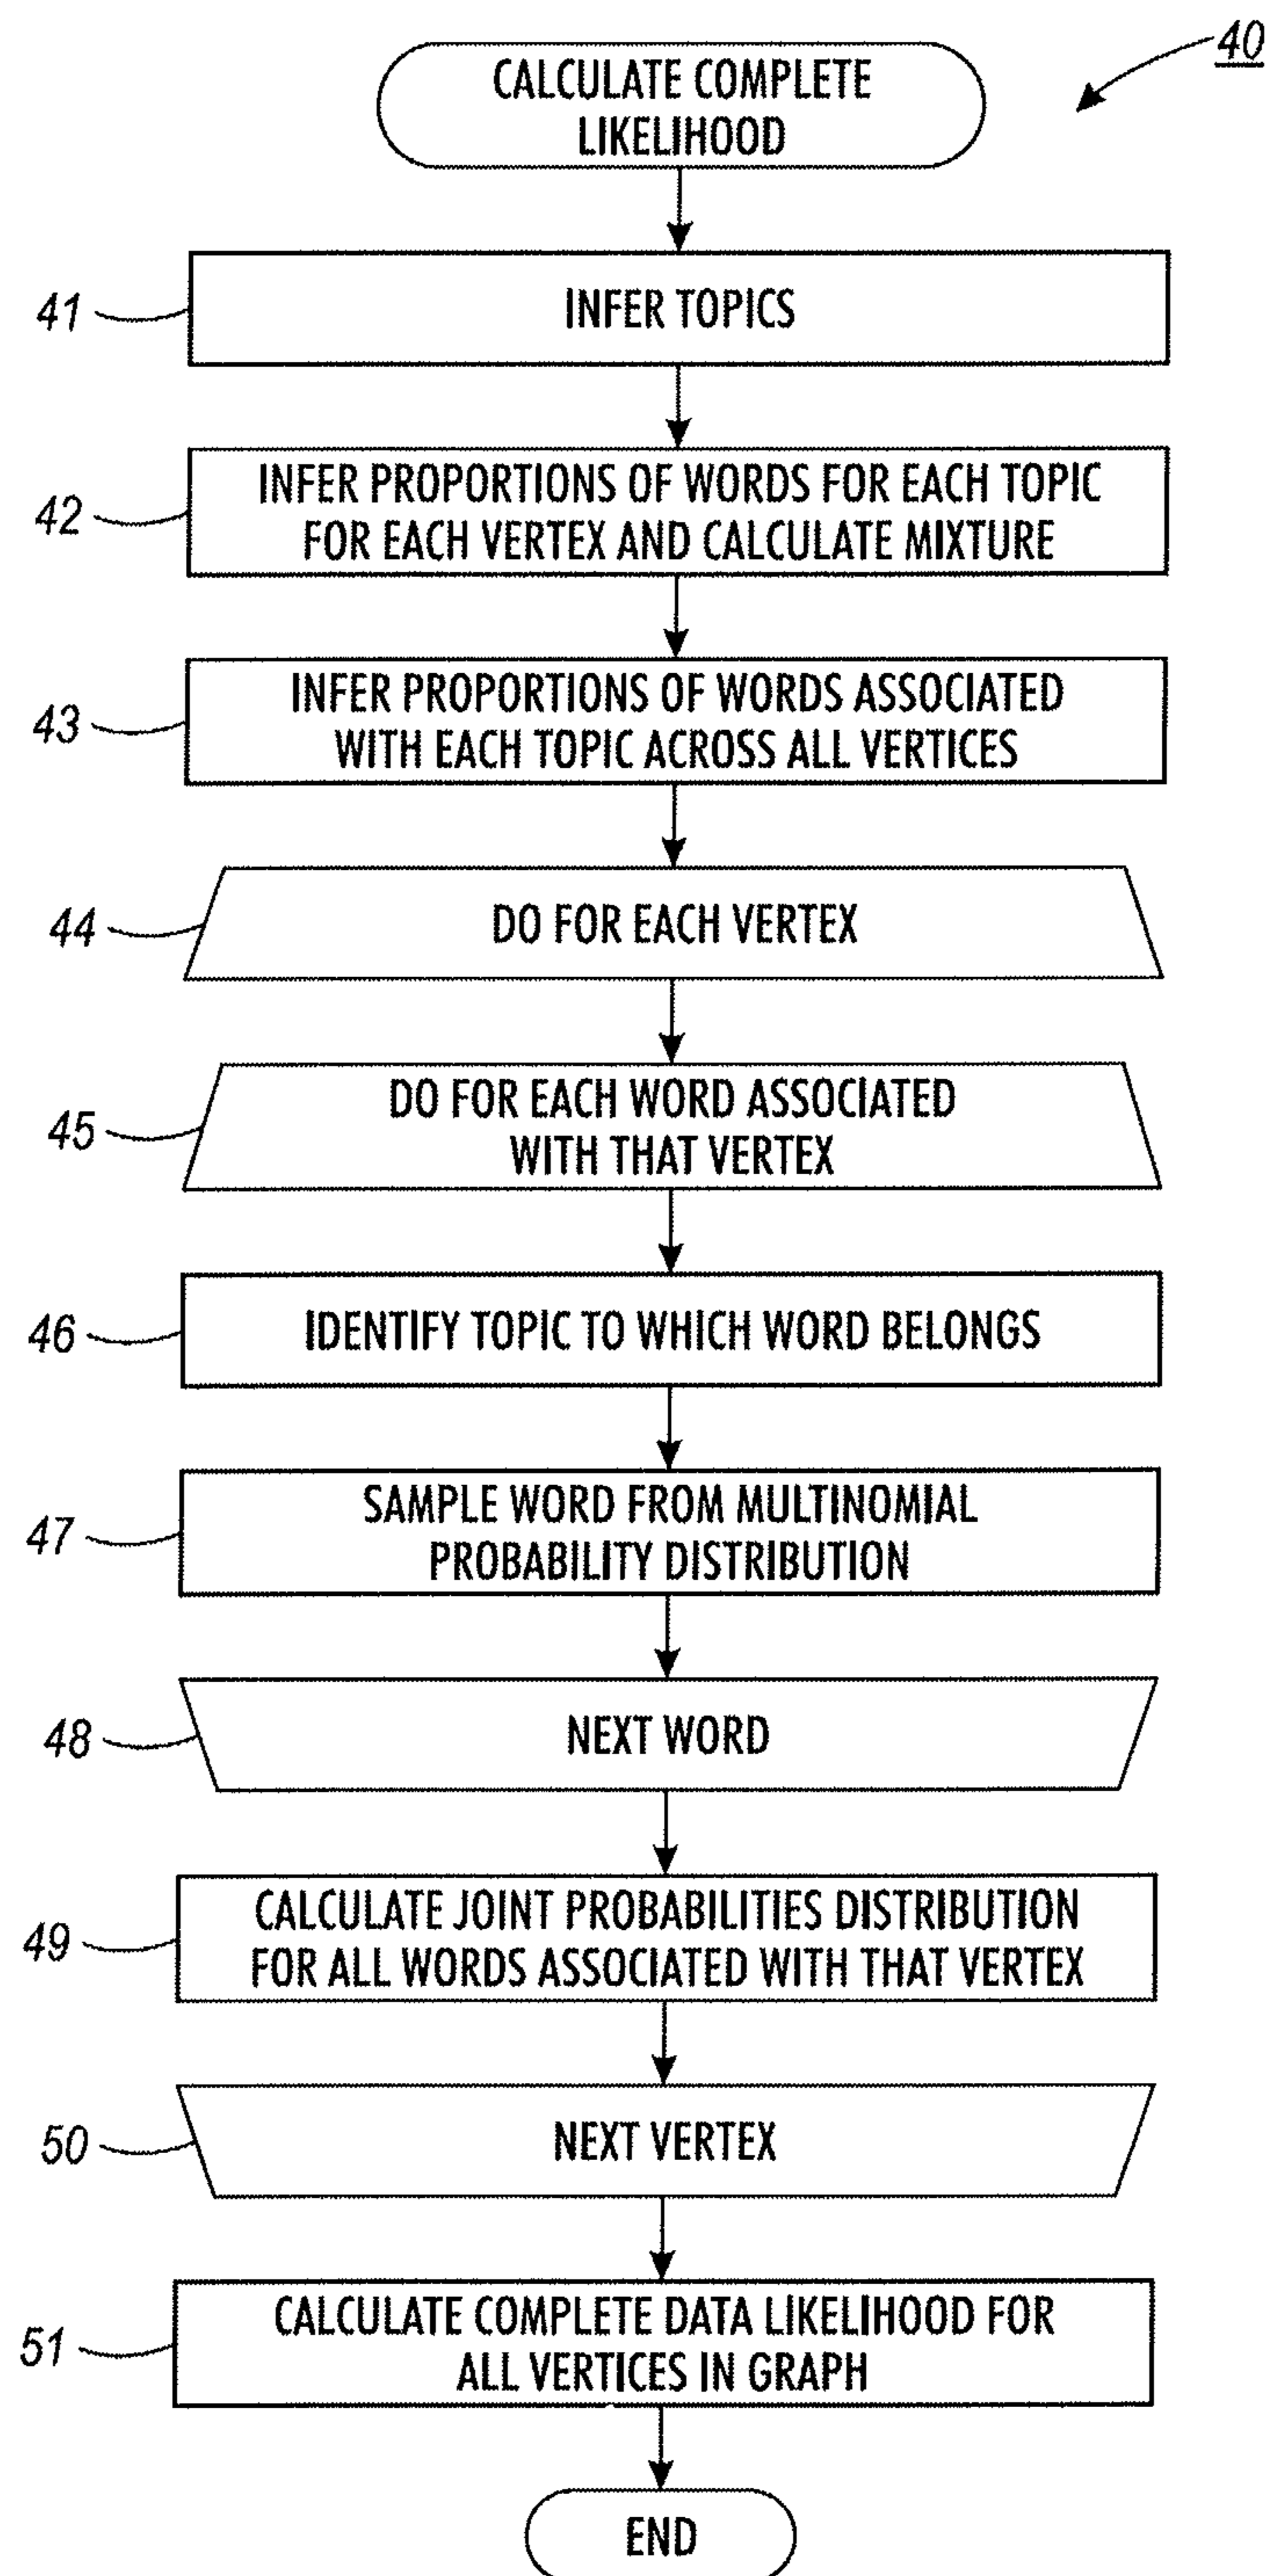 40
CALCULATE COMPLETE
LIKELIHOOD
41
INFER TOPICS
42
INFER PROPORTIONS OF WORDS FOR EACH TOPIC
FOR EACH VERTEX AND CALCULATE MIXTURE
43
INFER PROPORTIONS OF WORDS ASSOCIATED
WITH EACH TOPIC ACROSS ALL VERTICES
44
DO FOR EACH VERTEX
45
DO FOR EACH WORD ASSOCIATED
WITH THAT VERTEX
46
IDENTIFY TOPIC TO WHICH WORD BELONGS
47
SAMPLE WORD FROM MULTINOMIAL
PROBABILITY DISTRIBUTION
48
NEXT WORD
49
CALCULATE JOINT PROBABILITIES DISTRIBUTION
FOR ALL WORDS ASSOCIATED WITH THAT VERTEX
50
NEXT VERTEX
51
CALCULATE COMPLETE DATA LIKELIHOOD FOR
ALL VERTICES IN GRAPH
END